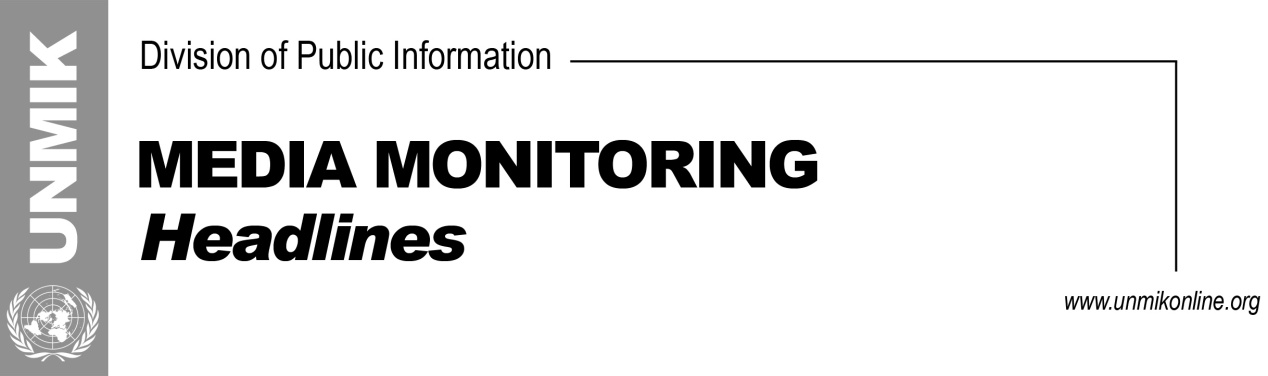 UNMIK
Division of Public Information
MEDIA MONITORING
Headlines
www.unmikonline.org